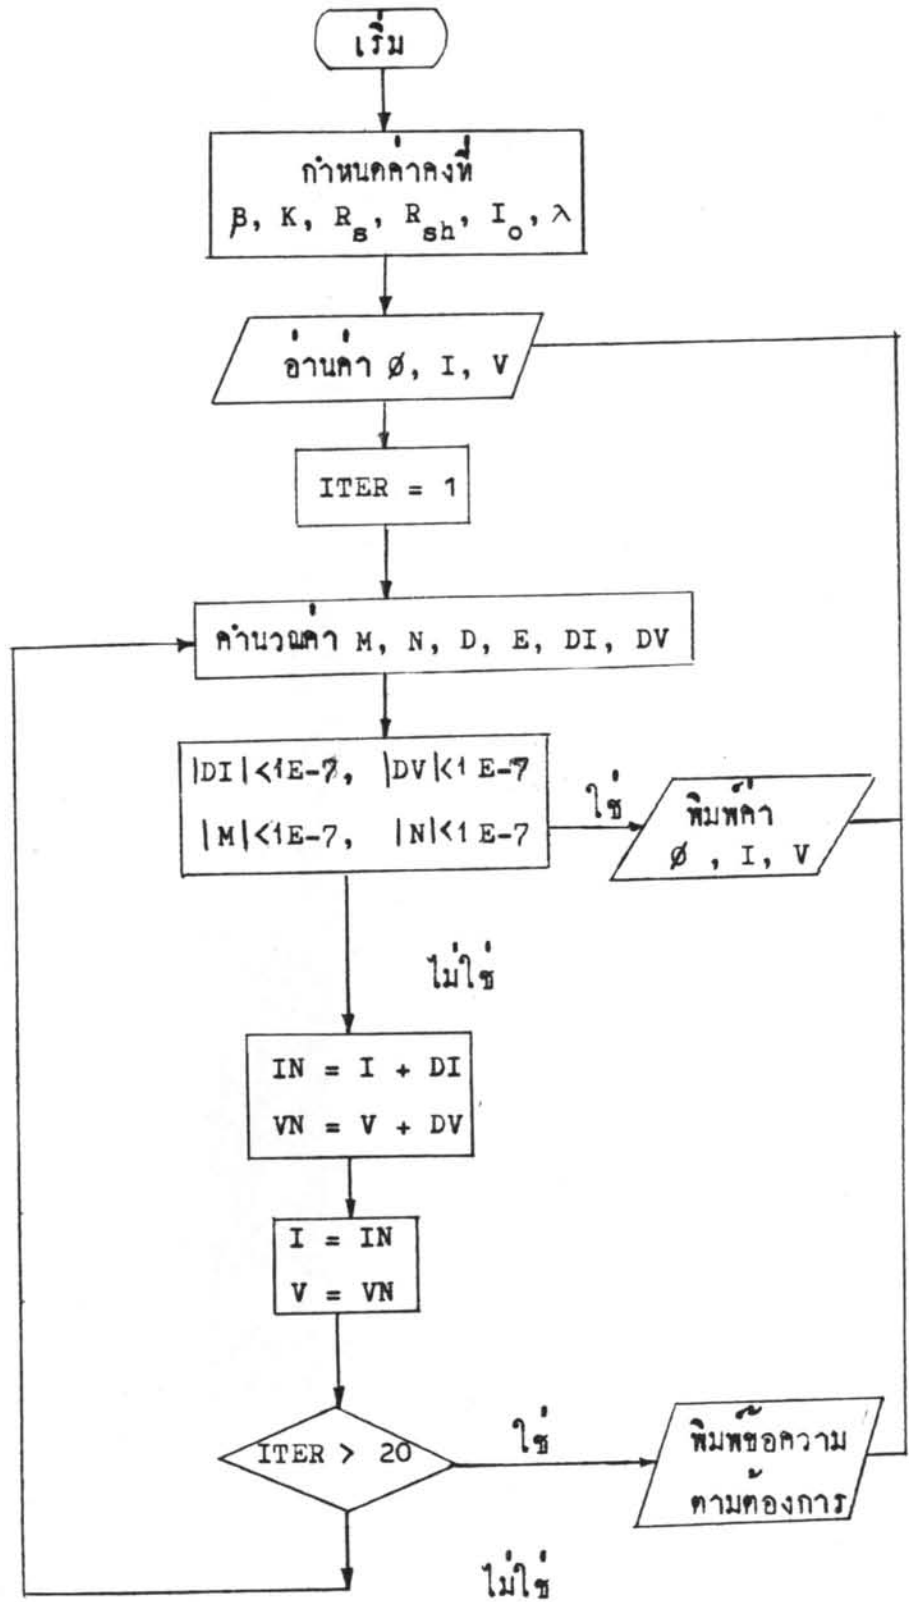 เริ่ม
กำหนดค่าคงที่
β, K, R_s, R_sh, I_o, λ
อ่านค่า ø, I, V
ITER = 1
คำนวณค่า M, N, D, E, DI, DV
|DI|<1E-7, |DV|<1E-7
|M|<1E-7, |N|<1E-7
ใช่
พิมพ์ค่า
ø, I, V
ไม่ใช่
IN = I + DI
VN = V + DV
I = IN
V = VN
ITER > 20
ใช่
พิมพ์ข้อความ
ตามต้องการ
ไม่ใช่